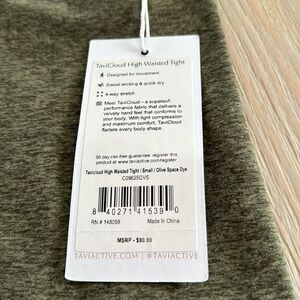 TaviCloud High Waisted Tight
Designed for movement
Sweat wicking & quick dry
4-way stretch
Meet TaviCloud – a supersoft
performance fabric that delivers a
velvety hand feel that conforms to
your body. With light compression
and maximum comfort, TaviCloud
flatters every body shape.
30 day risk free guarantee, register this
product at www.taviactive.com/register
Tavicloud High Waisted Tight / Small / Olive Space Dye
C09625OVS
8 40271 41539 0
RN # 148059 Made In China
MSRP - $90.00
TAVIACTIVE.COM | @TAVIACTIVE